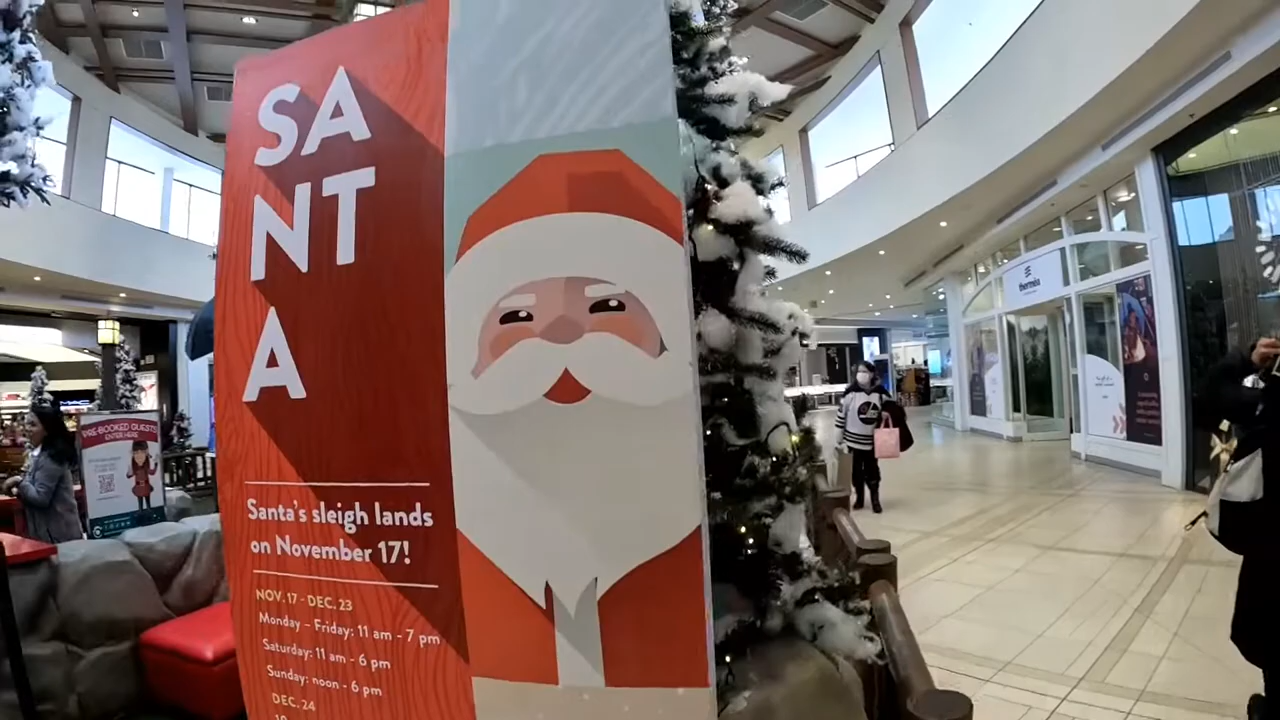 SA
NT
A
Santa's sleigh lands
on November 17!
NOV. 17 - DEC. 23
Monday – Friday: 11 am - 7 pm
Saturday: 11 am - 6 pm
Sunday: noon - 6 pm
DEC. 24
PRE-BOOKED GUESTS
ENTER HERE
thermëa